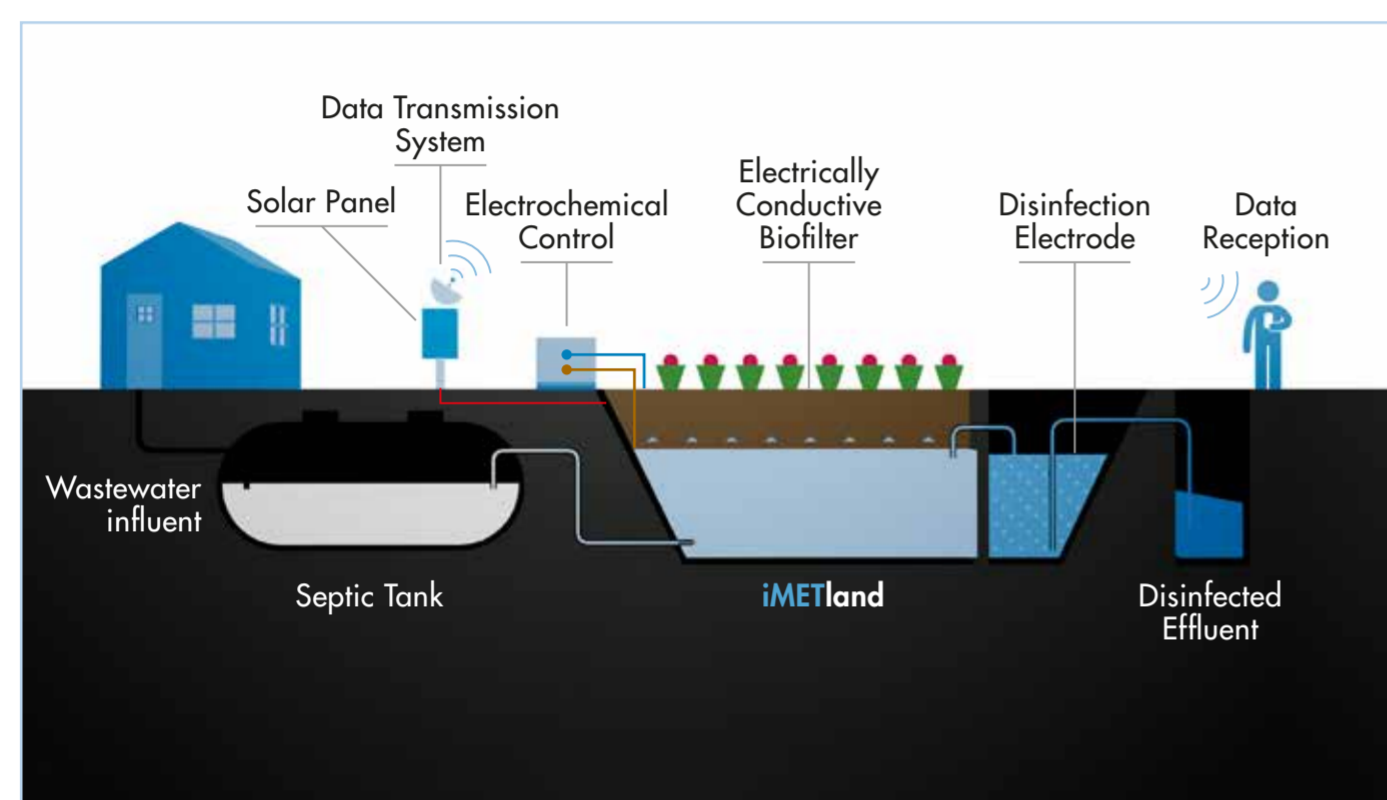 Data Transmission
System
Solar Panel
Electrochemical
Control
Electrically
Conductive
Biofilter
Disinfection
Electrode
Data
Reception
Wastewater
influent
Septic Tank
iMETland
Disinfected
Effluent